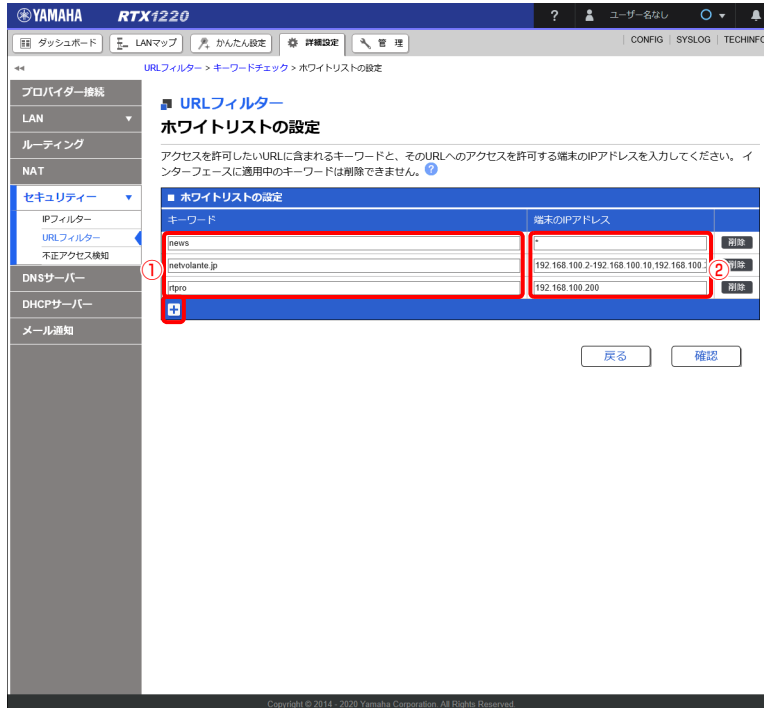 YAMAHA RTX1220 ? ユーザー名なし
ダッシュボード LANマップ かんたん設定 詳細設定 管 理 CONFIG SYSLOG TECHINFO
URLフィルター > キーワードチェック > ホワイトリストの設定
プロバイダー接続
LAN
ルーティング
NAT
セキュリティー
IPフィルター
URLフィルター
不正アクセス検知
DNSサーバー
DHCPサーバー
メール通知
URLフィルター
ホワイトリストの設定
アクセスを許可したいURLに含まれるキーワードと、そのURLへのアクセスを許可する端末のIPアドレスを入力してください。 イ
ンターフェースに適用中のキーワードは削除できません。 ?
■ ホワイトリストの設定
キーワード 端末のIPアドレス
news * 削除
① netvolante.jp 192.168.100.2-192.168.100.10,192.168.100. ② 削除
rtpro 192.168.100.200 削除
+
戻る 確認
Copyright © 2014 - 2020 Yamaha Corporation. All Rights Reserved